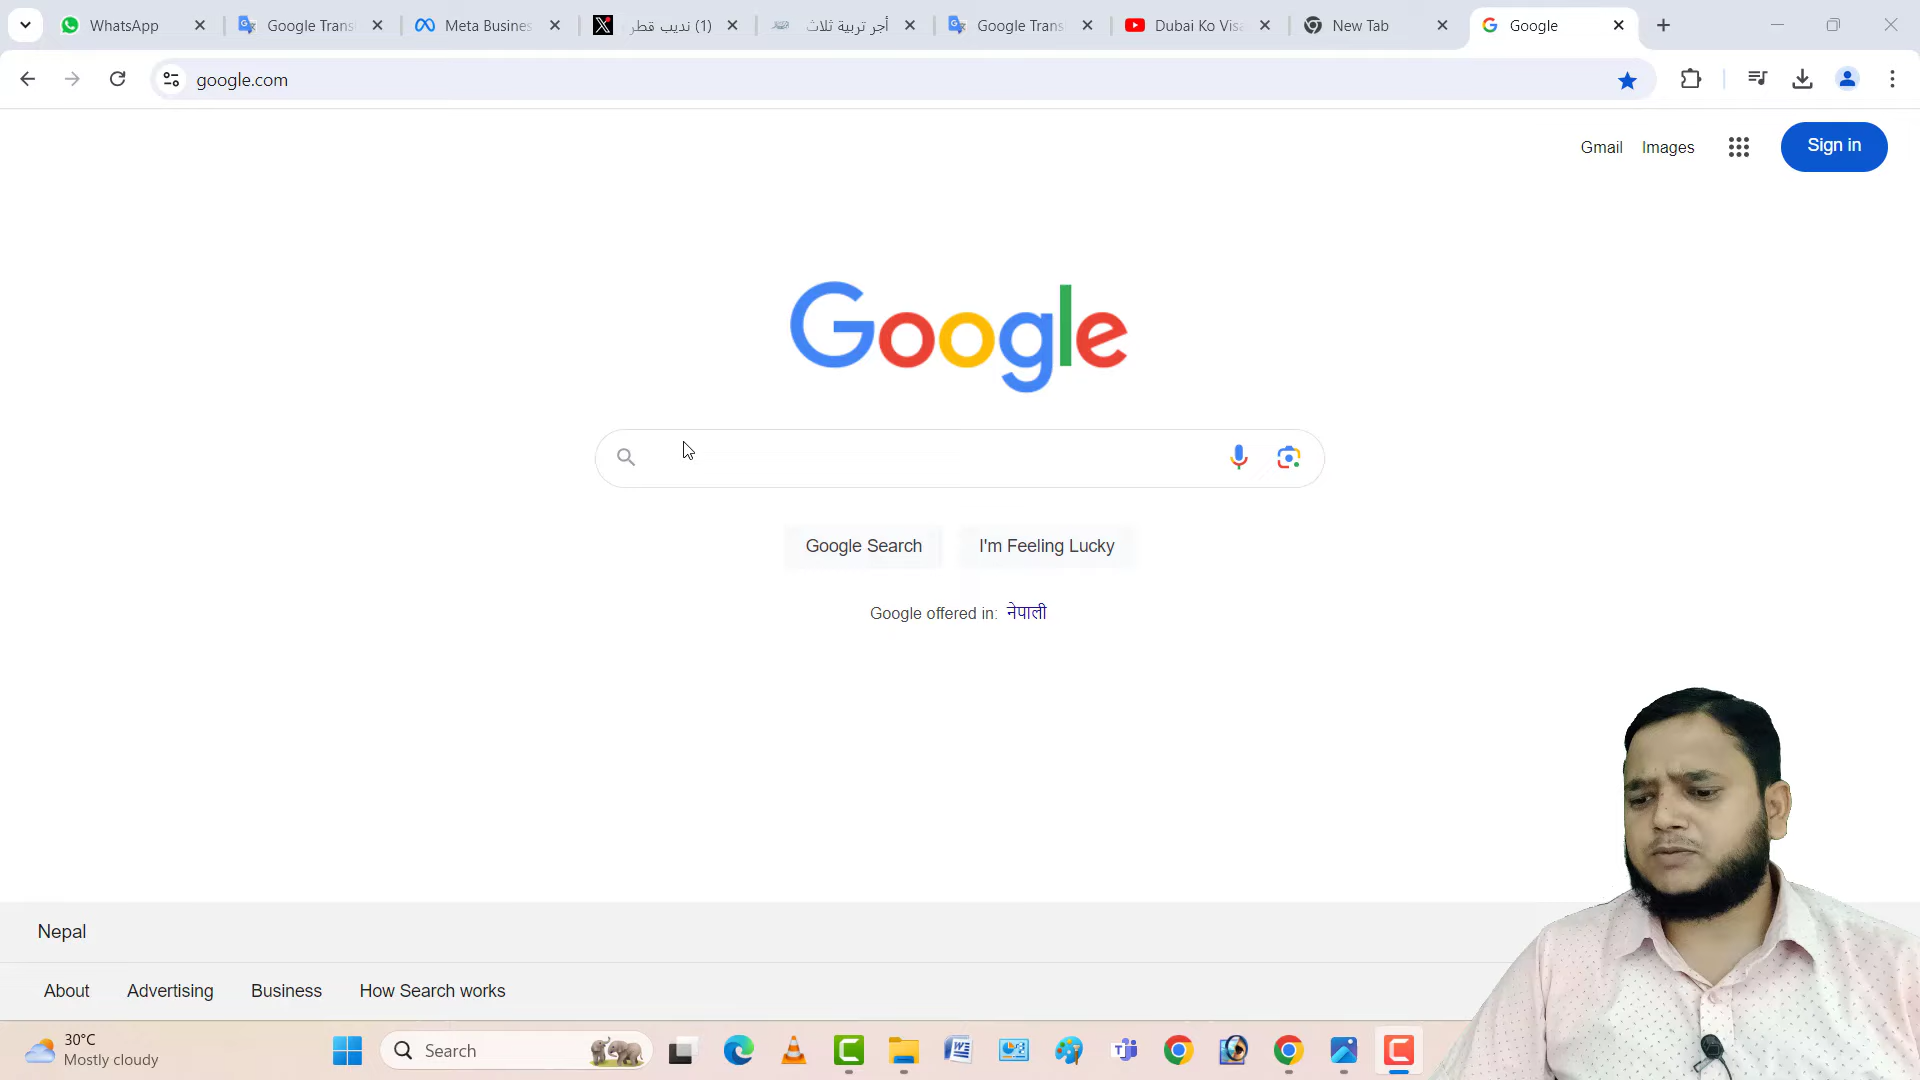 WhatsApp
Google Trans
Meta Busines
(1) نديب قطر
أجر تربية ثلاث
Google Trans
Dubai Ko Visa
New Tab
Google
google.com
Gmail
Images
Sign in
Google
Google Search
I'm Feeling Lucky
Google offered in: नेपाली
Nepal
About
Advertising
Business
How Search works
30°C
Mostly cloudy
Search